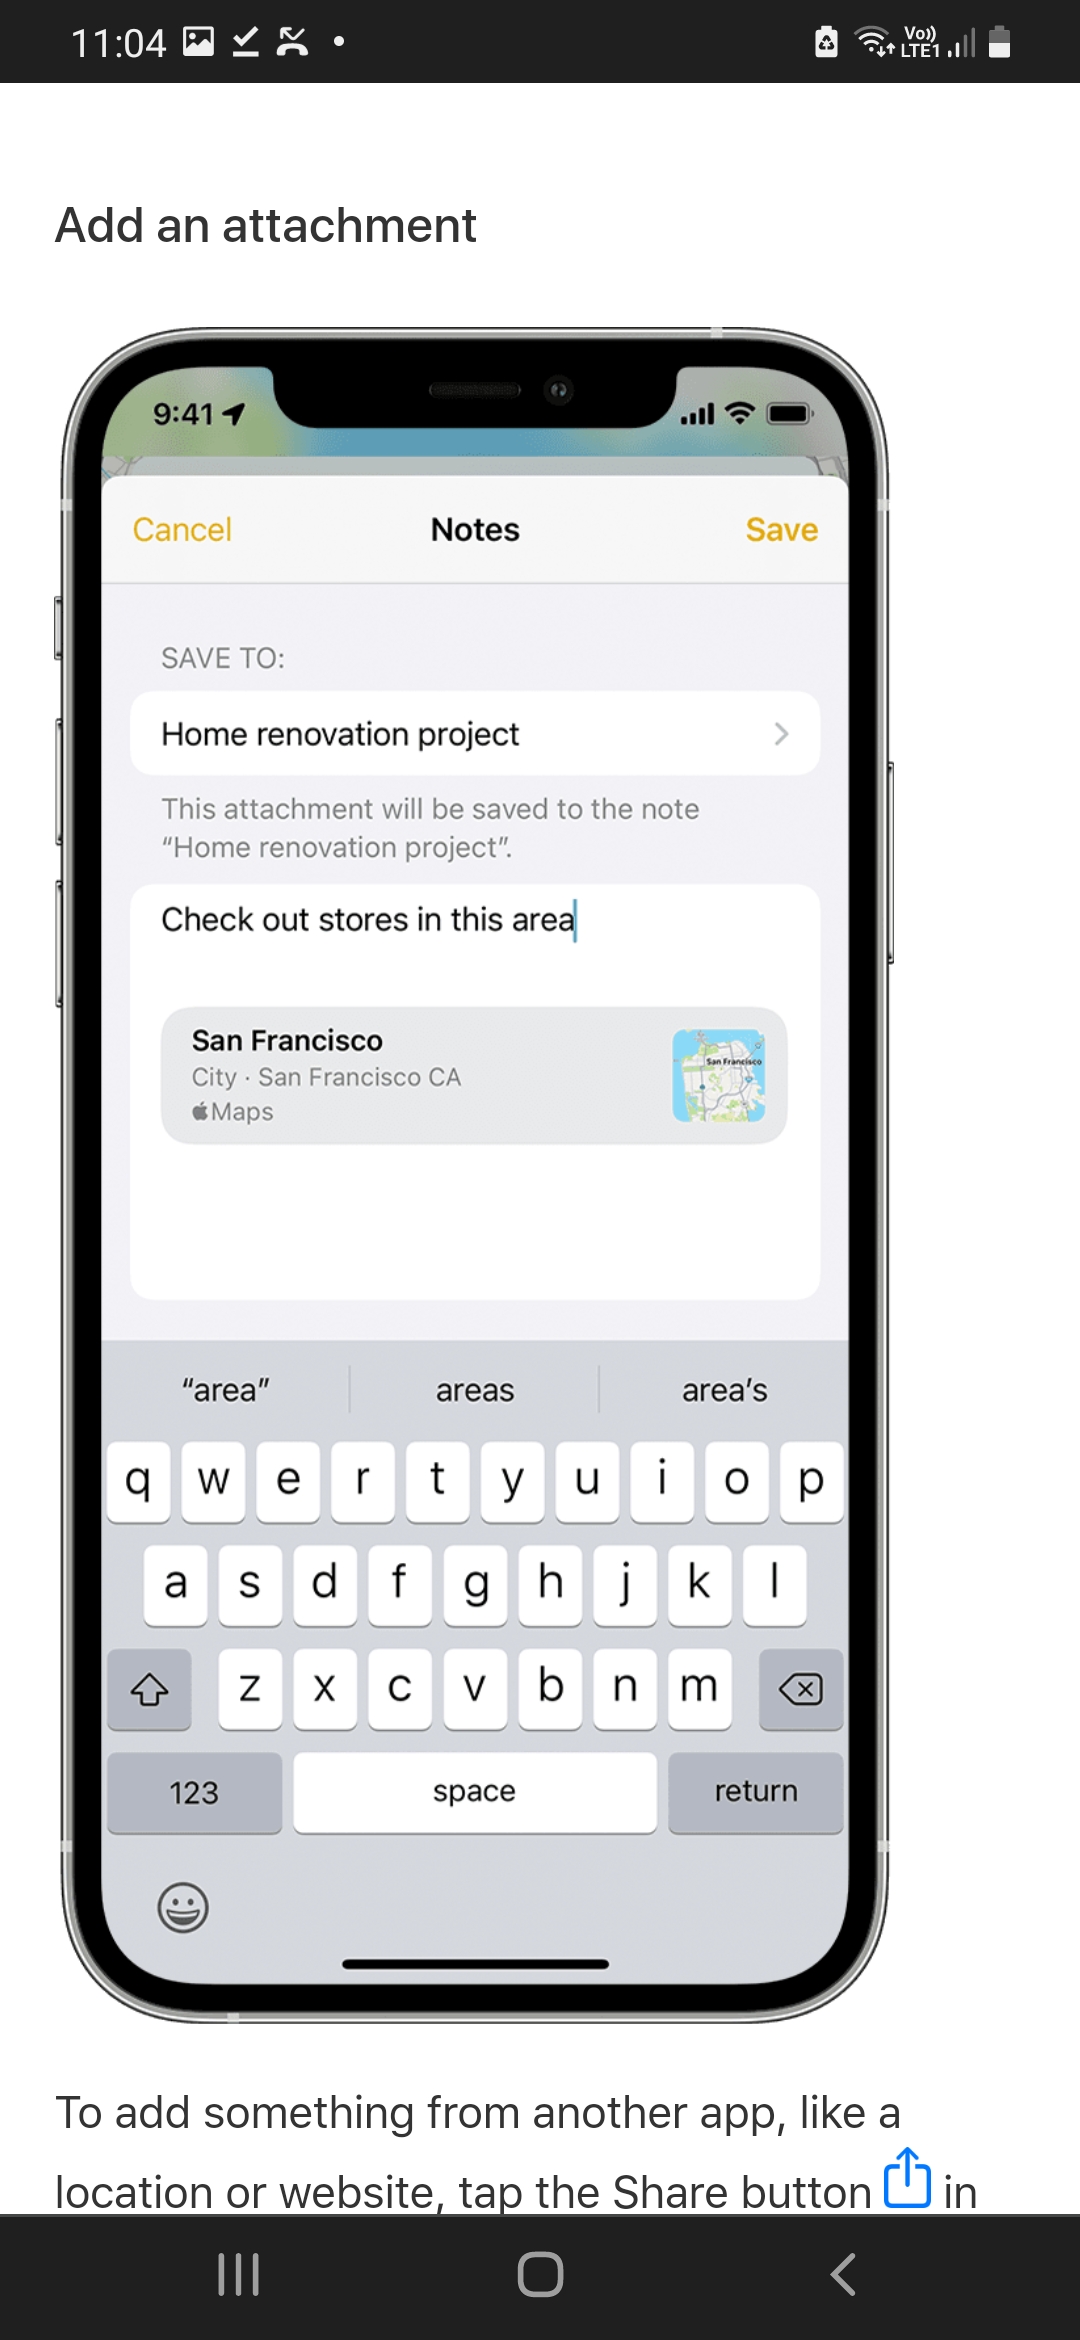 11:04
Vo))
LTE1
Add an attachment
9:41
Cancel Notes Save
SAVE TO:
Home renovation project
This attachment will be saved to the note
“Home renovation project”.
Check out stores in this area
San Francisco
City · San Francisco CA
Maps
San Francisco
“area” areas area’s
q w e r t y u i o p
a s d f g h j k l
z x c v b n m
123 space return
To add something from another app, like a
location or website, tap the Share button in